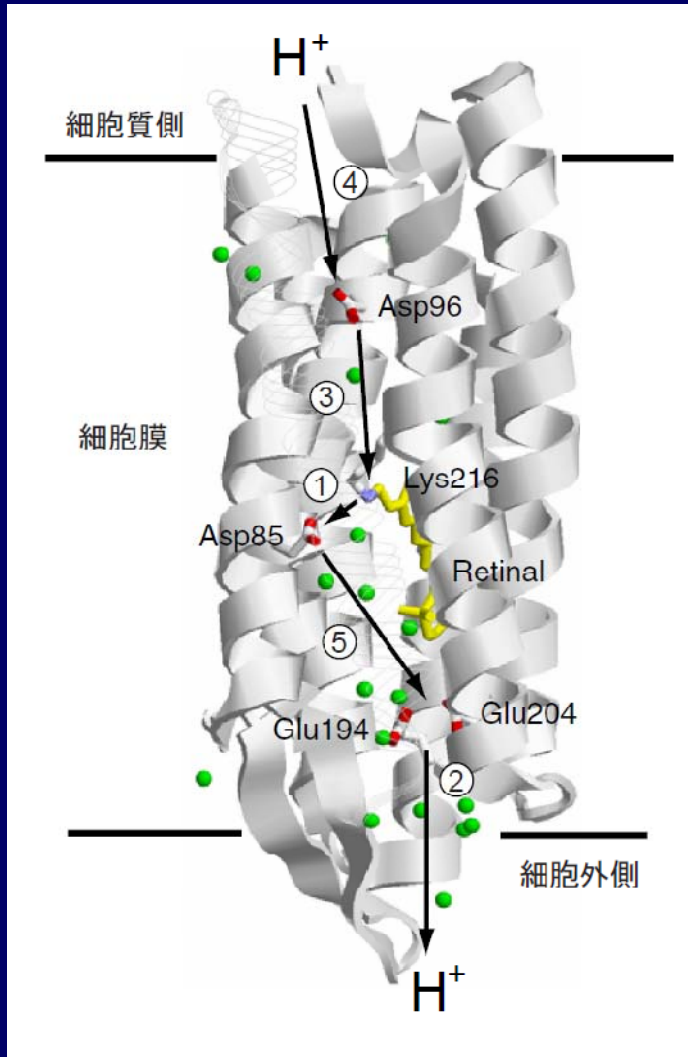 H⁺
細胞質側
④
Asp96
③
細胞膜
①
Lys216
Asp85
Retinal
⑤
Glu194
Glu204
②
細胞外側
H⁺